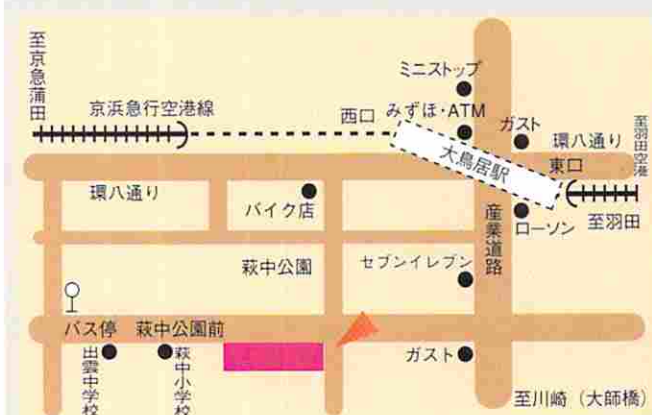 至京急蒲田
京浜急行空港線
西口
ミニストップ
みずほ・ATM
ガスト
環八通り
至羽田空港
大鳥居駅
東口
環八通り
バイク店
産業道路
ローソン
至羽田
萩中公園
セブンイレブン
バス停 萩中公園前
出雲中学校
萩中小学校
ガスト
至川崎（大師橋）